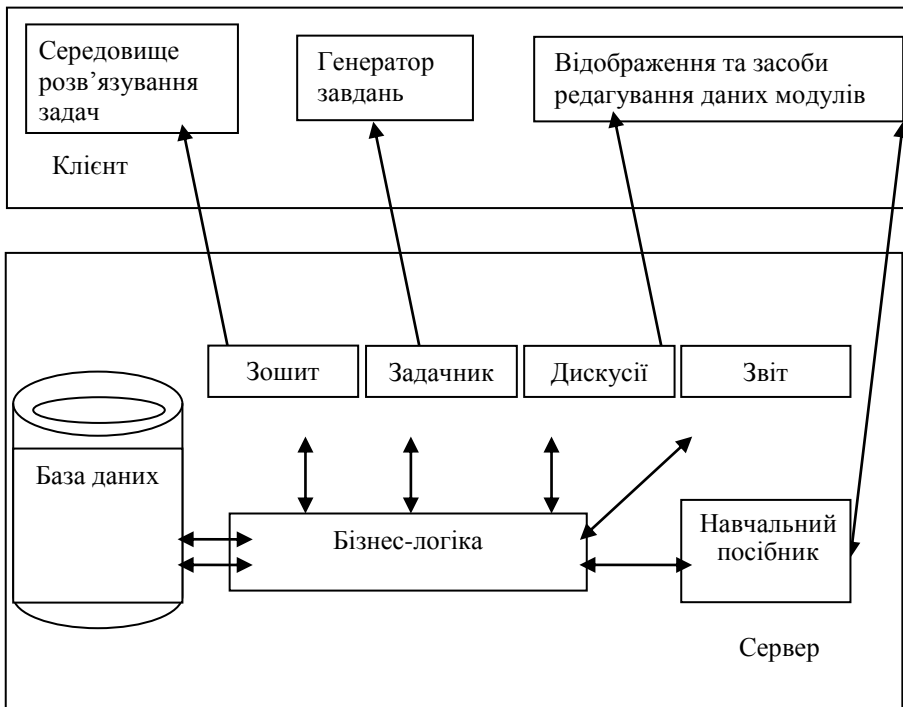 Середовище
розв’язування
задач
Генератор
завдань
Відображення та засоби
редагування даних модулів
Клієнт
Зошит
Задачник
Дискусії
Звіт
База даних
Бізнес-логіка
Навчальний
посібник
Сервер